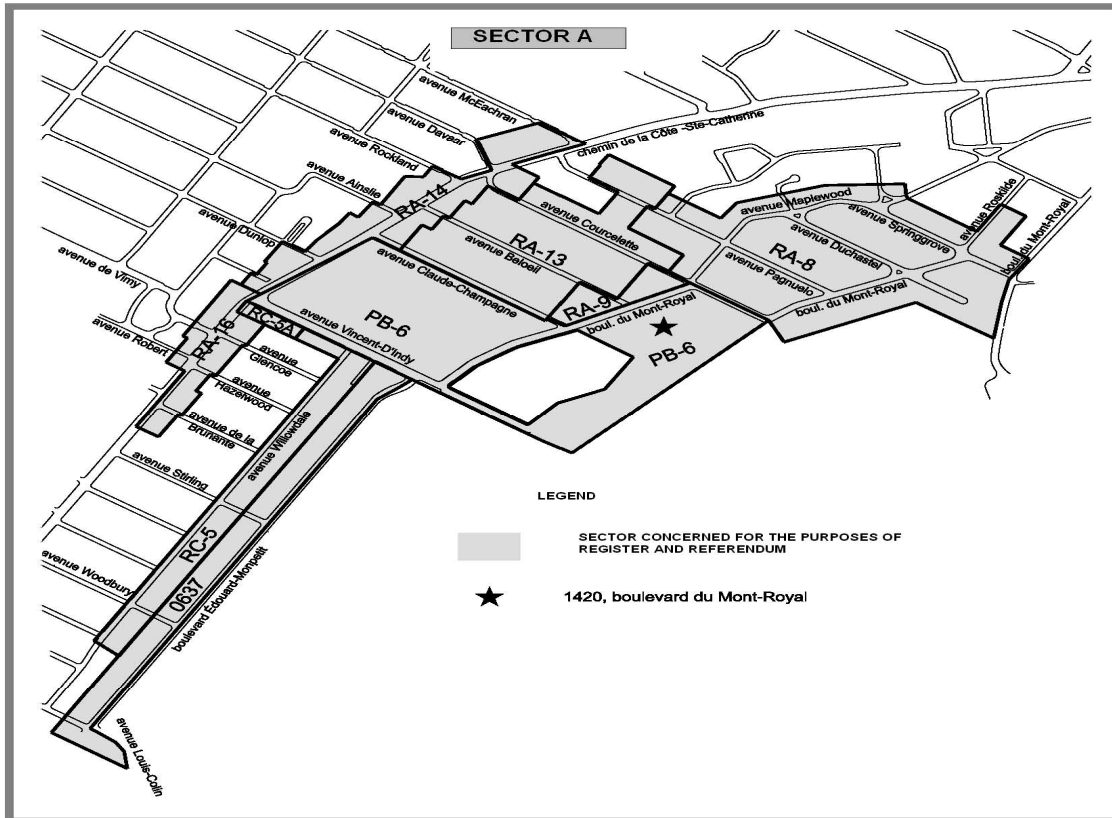 SECTOR A
avenue McEachran
avenue Davaar
avenue Rockland
chemin de la Côte -Ste-Catherine
avenue Ainslie
RA-14
avenue Maplewood
avenue Roskilde
avenue Dunlop
avenue Courcelette
avenue Springgrove
boul. du Mont-Royal
RA-13
avenue Duchastel
RA-8
avenue de Vimy
avenue Beloeil
avenue Pagnuelo
avenue Claude-Champagne
RA-9
boul. du Mont-Royal
boul. du Mont-Royal
RC-5A
PB-6
avenue Robert
RA-16
avenue
Glencoe
avenue Vincent-D'Indy
PB-6
avenue
Hazelwood
avenue de la
Brunante
avenue Willowdale
avenue Stirling
LEGEND
RC-5
SECTOR CONCERNED FOR THE PURPOSES OF
REGISTER AND REFERENDUM
avenue Woodbury
0637
boulevard Édouard-Monpetit
1420, boulevard du Mont-Royal
avenue Louis-Colin